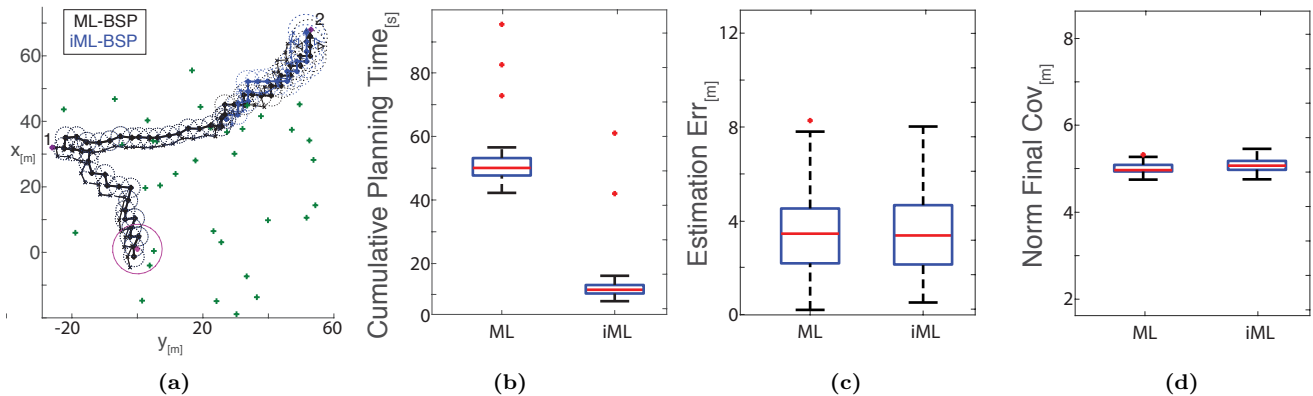 ML-BSP
iML-BSP
2
60
40
x[m]
1
20
0
-20
20
60
y[m]
(a)
Cumulative Planning Time[s]
100
80
60
40
20
0
ML
iML
(b)
Estimation Err[m]
12
8
4
0
ML
iML
(c)
Norm Final Cov[m]
8
6
4
2
ML
iML
(d)